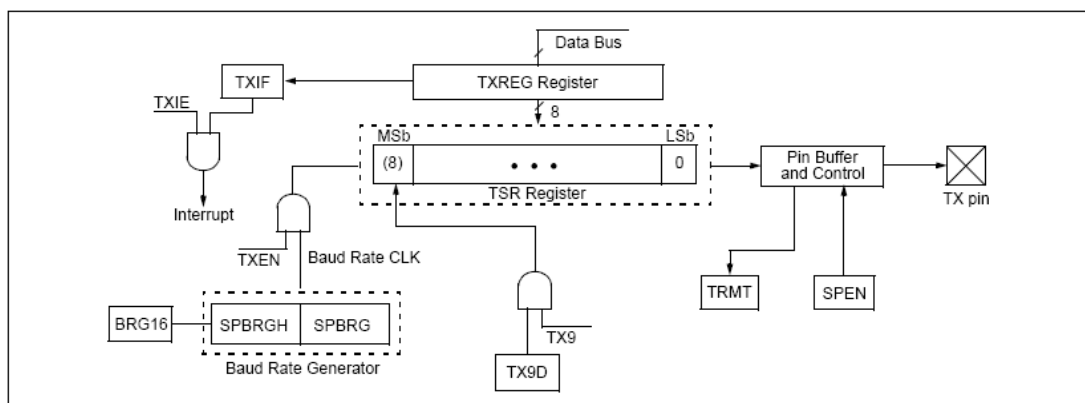 Data Bus
TXIF
TXREG Register
TXIE
8
MSb
LSb
(8)
• • •
0
Pin Buffer
and Control
TSR Register
TX pin
Interrupt
TXEN
Baud Rate CLK
TRMT
SPEN
BRG16
SPBRGH
SPBRG
TX9
Baud Rate Generator
TX9D